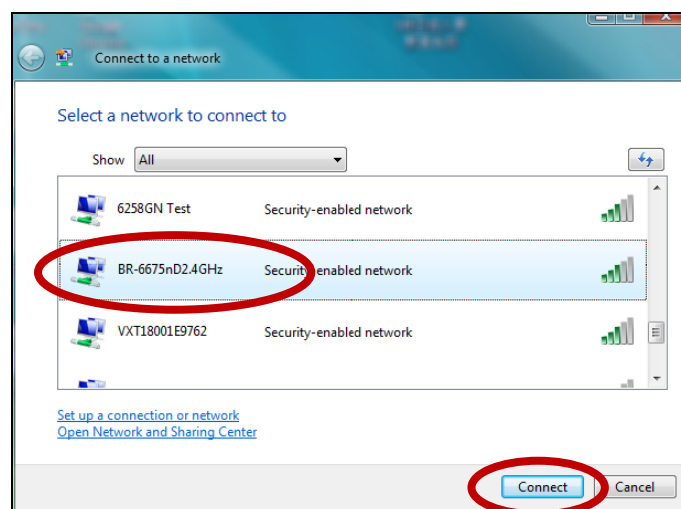 Connect to a network
Select a network to connect to
Show All
6258GN Test Security-enabled network
BR-6675nD2.4GHz Security-enabled network
VXT18001E9762 Security-enabled network
Set up a connection or network
Open Network and Sharing Center
Connect Cancel